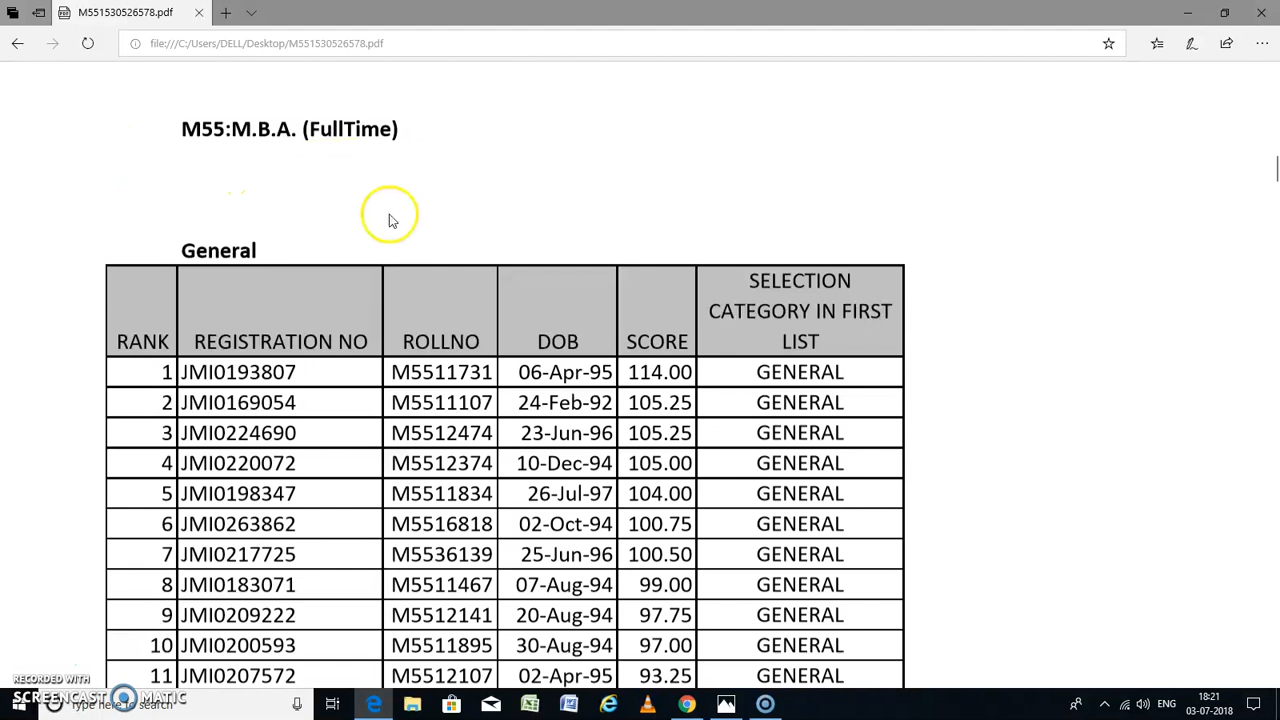 M551530526578.pdf
file:///C:/Users/DELL/Desktop/M551530526578.pdf
M55:M.B.A. (FullTime)
General
RANK REGISTRATION NO ROLLNO DOB SCORE SELECTION CATEGORY IN FIRST LIST
1 JMI0193807 M5511731 06-Apr-95 114.00 GENERAL
2 JMI0169054 M5511107 24-Feb-92 105.25 GENERAL
3 JMI0224690 M5512474 23-Jun-96 105.25 GENERAL
4 JMI0220072 M5512374 10-Dec-94 105.00 GENERAL
5 JMI0198347 M5511834 26-Jul-97 104.00 GENERAL
6 JMI0263862 M5516818 02-Oct-94 100.75 GENERAL
7 JMI0217725 M5536139 25-Jun-96 100.50 GENERAL
8 JMI0183071 M5511467 07-Aug-94 99.00 GENERAL
9 JMI0209222 M5512141 20-Aug-94 97.75 GENERAL
10 JMI0200593 M5511895 30-Aug-94 97.00 GENERAL
11 JMI0207572 M5512107 02-Apr-95 93.25 GENERAL
RECORDED WITH
SCREENCAST MATIC
Type here to search
ENG
18:21
03-07-2018